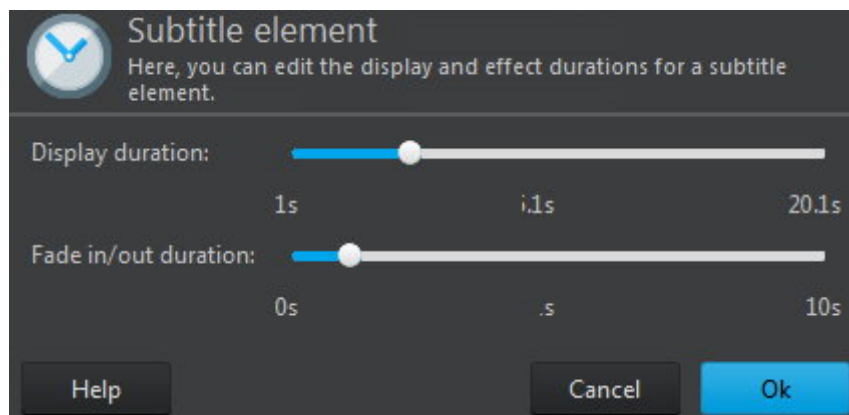 Subtitle element
Here, you can edit the display and effect durations for a subtitle
element.
Display duration:
1s 20.1s
Fade in/out duration:
0s 10s
Help Cancel Ok